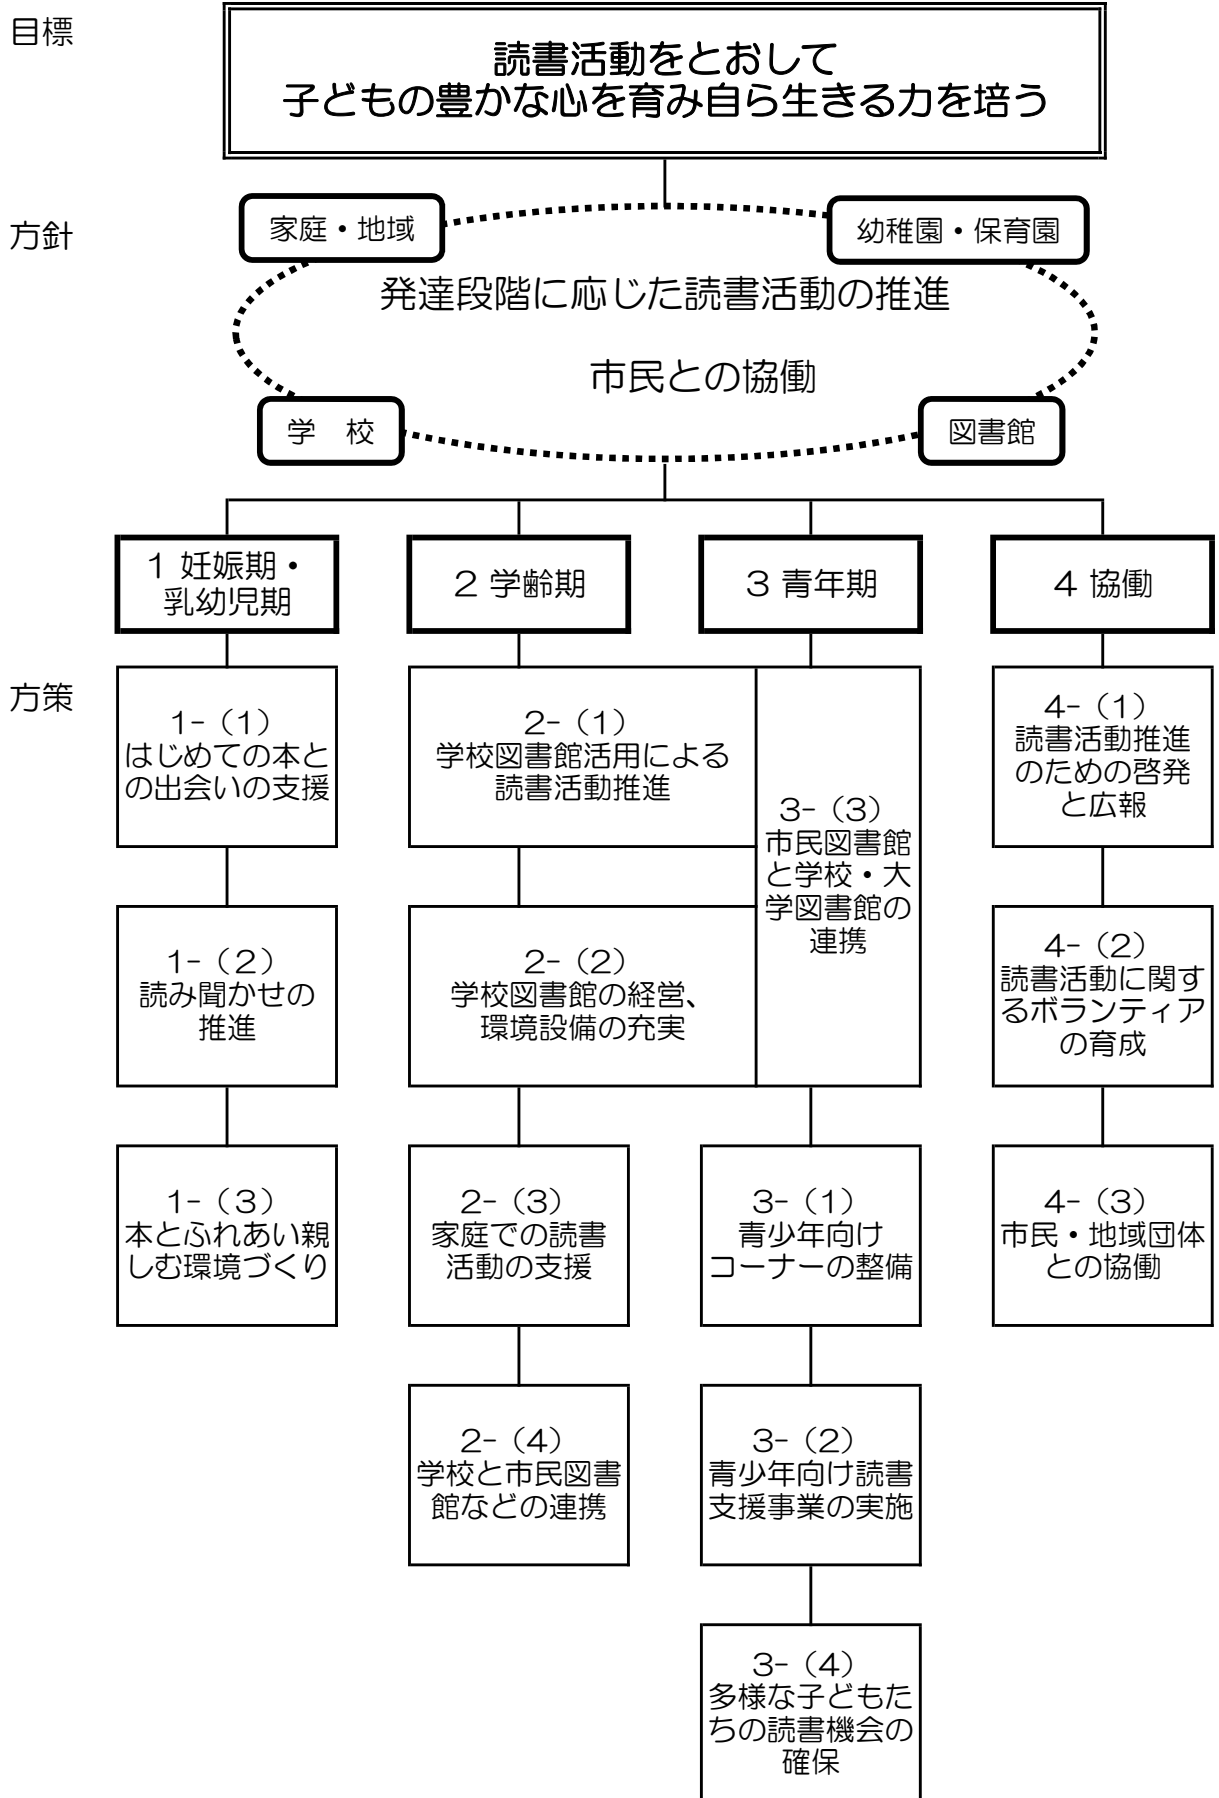 目標
読書活動をとおして
子どもの豊かな心を育み自ら生きる力を培う
方針
家庭・地域
幼稚園・保育園
発達段階に応じた読書活動の推進
市民との協働
学　校
図書館
1 妊娠期・
乳幼児期
2 学齢期
3 青年期
4 協働
方策
1-（1）
はじめての本と
の出会いの支援
2-（1）
学校図書館活用による
読書活動推進
3-（3）
市民図書館
と学校・大
学図書館の
連携
4-（1）
読書活動推進
のための啓発
と広報
1-（2）
読み聞かせの
推進
2-（2）
学校図書館の経営、
環境設備の充実
4-（2）
読書活動に関す
るボランティア
の育成
1-（3）
本とふれあい親
しむ環境づくり
2-（3）
家庭での読書
活動の支援
3-（1）
青少年向け
コーナーの整備
4-（3）
市民・地域団体
との協働
2-（4）
学校と市民図書
館などの連携
3-（2）
青少年向け読書
支援事業の実施
3-（4）
多様な子どもた
ちの読書機会の
確保